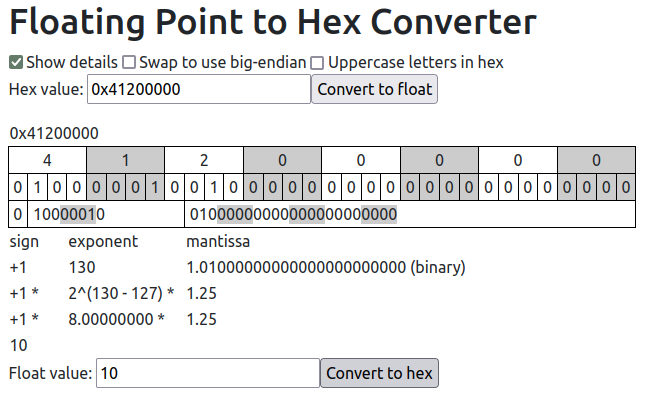 Floating Point to Hex Converter
Show details Swap to use big-endian Uppercase letters in hex
Hex value: 0x41200000 Convert to float
0x41200000
4 1 2 0 0 0 0 0
0 1 0 0 0 0 0 1 0 0 1 0 0 0 0 0 0 0 0 0 0 0 0 0 0 0 0 0 0 0 0 0
0 10000010 01000000000000000000000
sign exponent mantissa
+1 130 1.01000000000000000000000 (binary)
+1 * 2^(130 - 127) * 1.25
+1 * 8.00000000 * 1.25
10
Float value: 10 Convert to hex